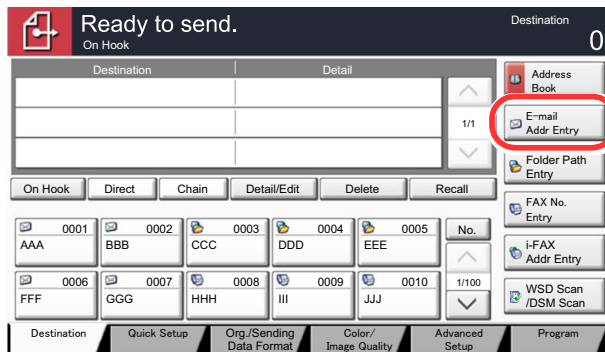 Ready to send.
On Hook
Destination
0
Destination Detail
1/1
Address
Book
E-mail
Addr Entry
Folder Path
Entry
FAX No.
Entry
i-FAX
Addr Entry
WSD Scan
/DSM Scan
On Hook Direct Chain Detail/Edit Delete Recall
0001 0002 0003 0004 0005 No.
AAA BBB CCC DDD EEE
0006 0007 0008 0009 0010 1/100
FFF GGG HHH III JJJ
Destination Quick Setup Org./Sending Color/ Advanced Program
Data Format Image Quality Setup